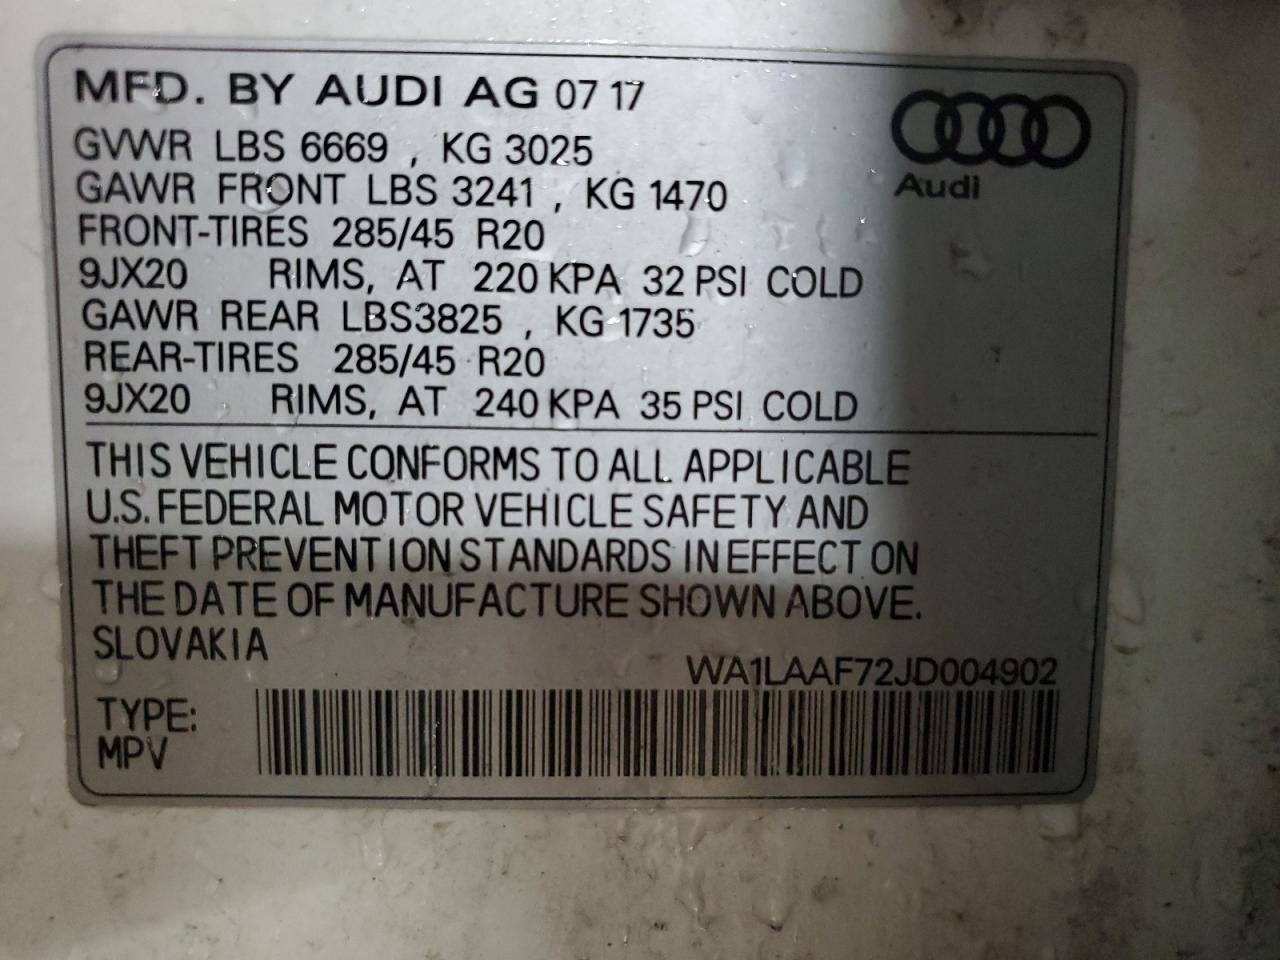 MFD. BY AUDI AG 07 17
GVWR LBS 6669 , KG 3025
GAWR FRONT LBS 3241 , KG 1470
FRONT-TIRES 285/45 R20
9JX20 RIMS, AT 220 KPA 32 PSI COLD
GAWR REAR LBS3825 , KG 1735
REAR-TIRES 285/45 R20
9JX20 RIMS, AT 240 KPA 35 PSI COLD
Audi
THIS VEHICLE CONFORMS TO ALL APPLICABLE
U.S. FEDERAL MOTOR VEHICLE SAFETY AND
THEFT PREVENTION STANDARDS IN EFFECT ON
THE DATE OF MANUFACTURE SHOWN ABOVE.
SLOVAKIA
WA1LAAF72JD004902
TYPE:
MPV